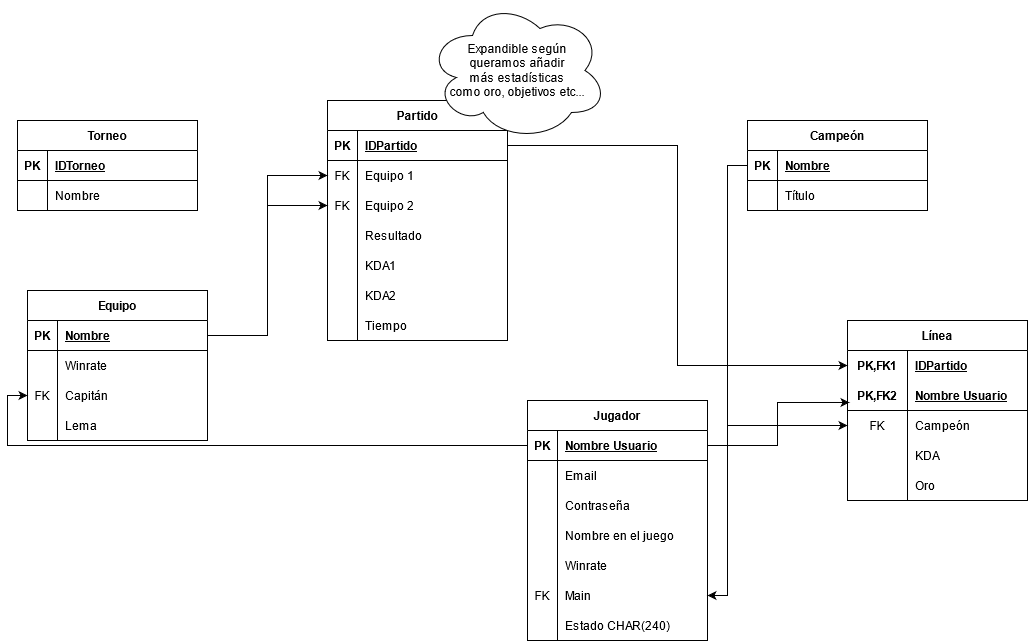 Expandible según
queramos añadir
más estadísticas
como oro, objetivos etc...
Torneo
PK IDTorneo
Nombre
Partido
PK IDPartido
FK Equipo 1
FK Equipo 2
Resultado
KDA1
KDA2
Tiempo
Campeón
PK Nombre
Título
Equipo
PK Nombre
Winrate
FK Capitán
Lema
Línea
PK,FK1 IDPartido
PK,FK2 Nombre Usuario
FK Campeón
KDA
Oro
Jugador
PK Nombre Usuario
Email
Contraseña
Nombre en el juego
Winrate
FK Main
Estado CHAR(240)